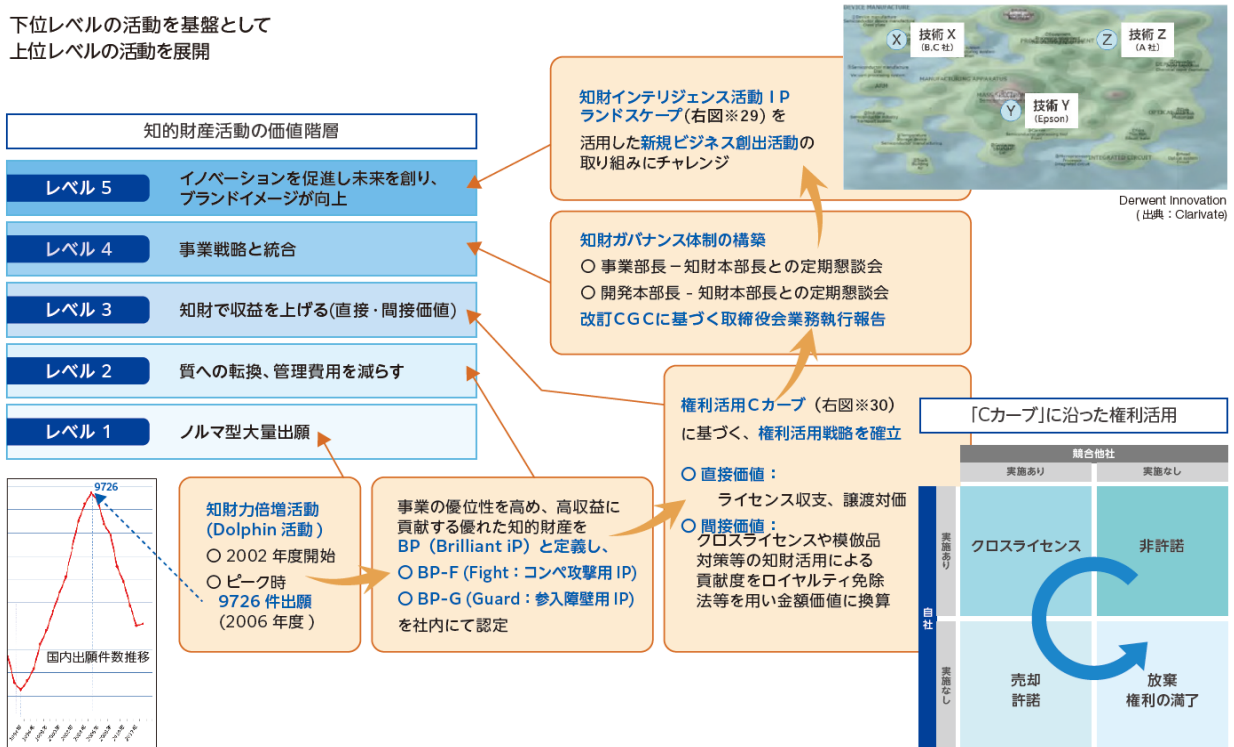 下位レベルの活動を基盤として
上位レベルの活動を展開
知的財産活動の価値階層
レベル 5
イノベーションを促進し未来を創り、
ブランドイメージが向上
レベル 4
事業戦略と統合
レベル 3
知財で収益を上げる(直接・間接価値)
レベル 2
質への転換、管理費用を減らす
レベル 1
ノルマ型大量出願
9726
国内出願件数推移
知財力倍増活動
(Dolphin 活動 )
○ 2002 年度開始
○ ピーク時
9726 件出願
(2006 年度 )
事業の優位性を高め、高収益に
貢献する優れた知的財産を
BP（Brilliant iP）と定義し、
○ BP-F (Fight：コンペ攻撃用 IP)
○ BP-G (Guard：参入障壁用 IP)
を社内にて認定
権利活用Cカーブ（右図※30）
に基づく、権利活用戦略を確立
○ 直接価値：
ライセンス収支、譲渡対価
○ 間接価値：
クロスライセンスや模倣品
対策等の知財活用による
貢献度をロイヤルティ免除
法等を用い金額価値に換算
知財ガバナンス体制の構築
○ 事業部長－知財本部長との定期懇談会
○ 開発本部長 - 知財本部長との定期懇談会
改訂CGCに基づく取締役会業務執行報告
知財インテリジェンス活動 I P
ランドスケープ(右図※29) を
活用した新規ビジネス創出活動の
取り組みにチャレンジ
DEVICE MANUFACTURE
X
技術 X
(B,C 社)
Z
技術 Z
(A 社)
MANUFACTURING APPARATUS
Y
技術 Y
(Epson)
INTEGRATED CIRCUIT
Derwent Innovation
( 出典：Clarivate)
「Cカーブ」に沿った権利活用
競合他社
実施あり
実施なし
自社
実施あり
実施なし
クロスライセンス
非許諾
売却
許諾
放棄
権利の満了